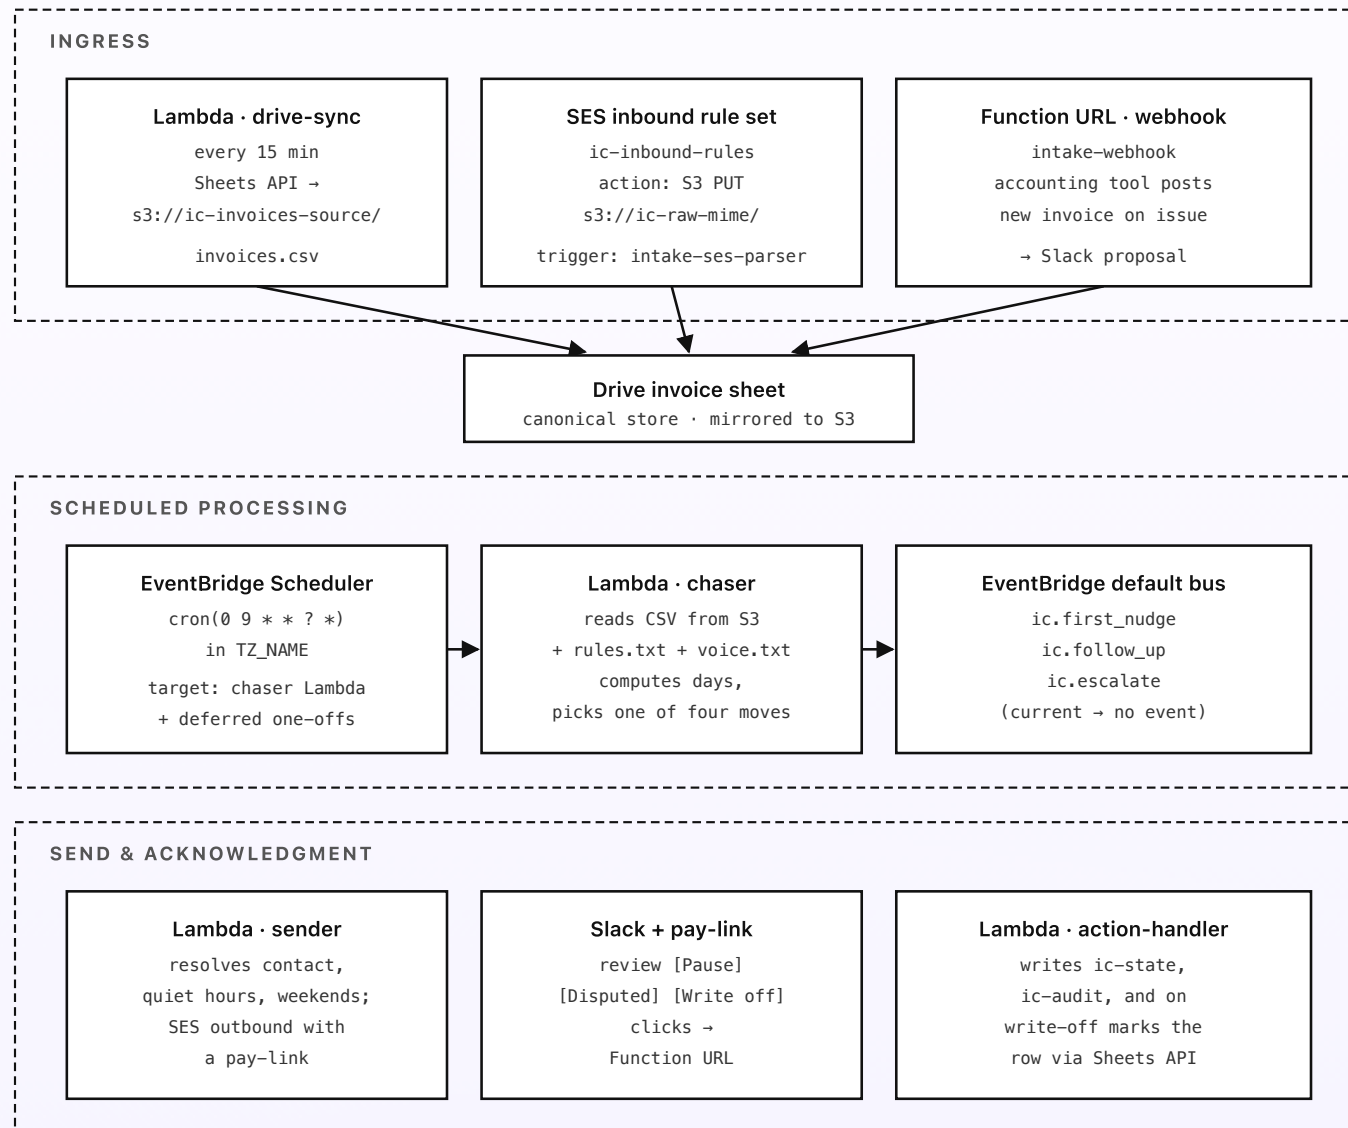 INGRESS
Lambda · drive-sync
every 15 min
Sheets API →
s3://ic-invoices-source/
invoices.csv
SES inbound rule set
ic-inbound-rules
action: S3 PUT
s3://ic-raw-mime/
trigger: intake-ses-parser
Function URL · webhook
intake-webhook
accounting tool posts
new invoice on issue
→ Slack proposal
Drive invoice sheet
canonical store · mirrored to S3
SCHEDULED PROCESSING
EventBridge Scheduler
cron(0 9 * * ? *)
in TZ_NAME
target: chaser Lambda
+ deferred one-offs
Lambda · chaser
reads CSV from S3
+ rules.txt + voice.txt
computes days,
picks one of four moves
EventBridge default bus
ic.first_nudge
ic.follow_up
ic.escalate
(current → no event)
SEND & ACKNOWLEDGMENT
Lambda · sender
resolves contact,
quiet hours, weekends;
SES outbound with
a pay-link
Slack + pay-link
review [Pause]
[Disputed] [Write off]
clicks →
Function URL
Lambda · action-handler
writes ic-state,
ic-audit, and on
write-off marks the
row via Sheets API